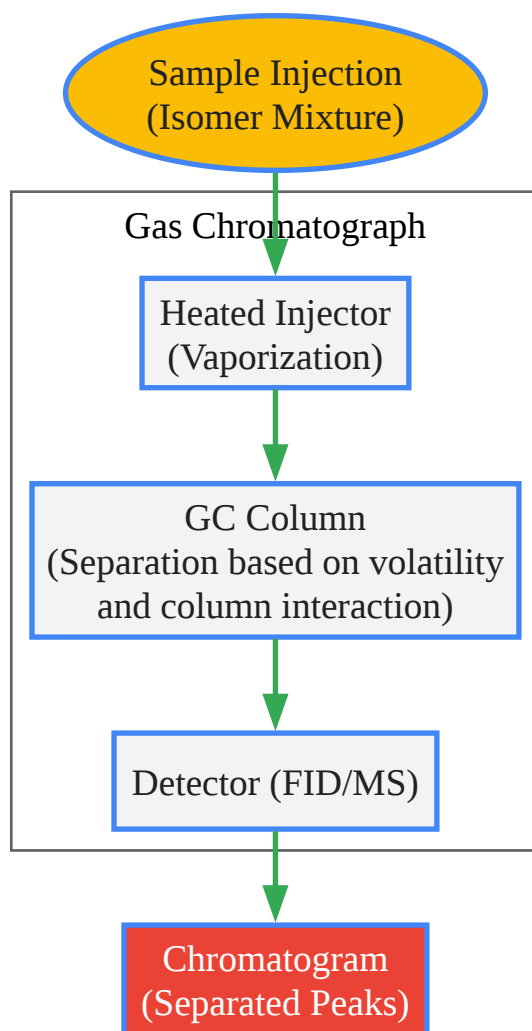 Sample Injection
(Isomer Mixture)
Gas Chromatograph
Heated Injector
(Vaporization)
GC Column
(Separation based on volatility
and column interaction)
Detector (FID/MS)
Chromatogram
(Separated Peaks)